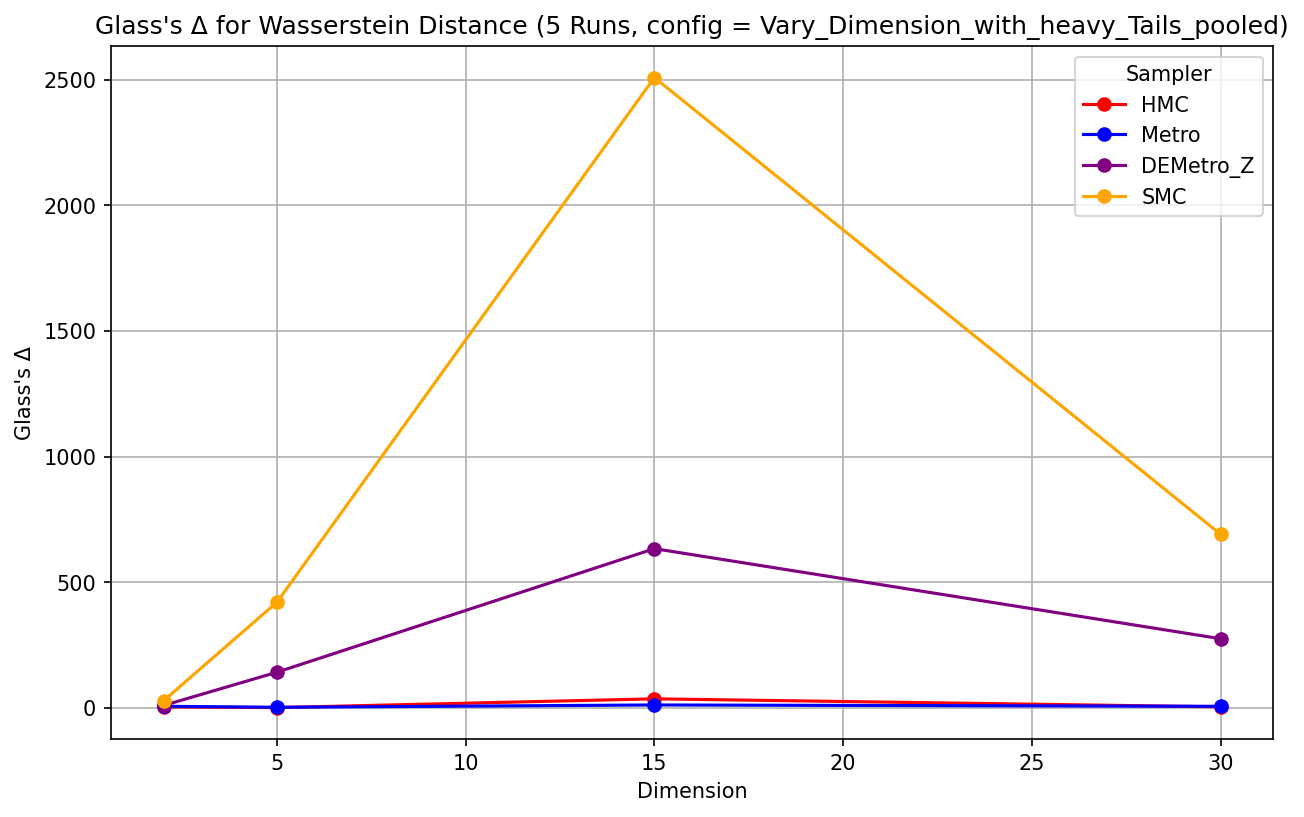 Glass's Δ for Wasserstein Distance (5 Runs, config = Vary_Dimension_with_heavy_Tails_pooled)
Sampler
HMC
Metro
DEMetro_Z
SMC
2500
2000
1500
1000
500
0
Glass's Δ
5
10
15
20
25
30
Dimension